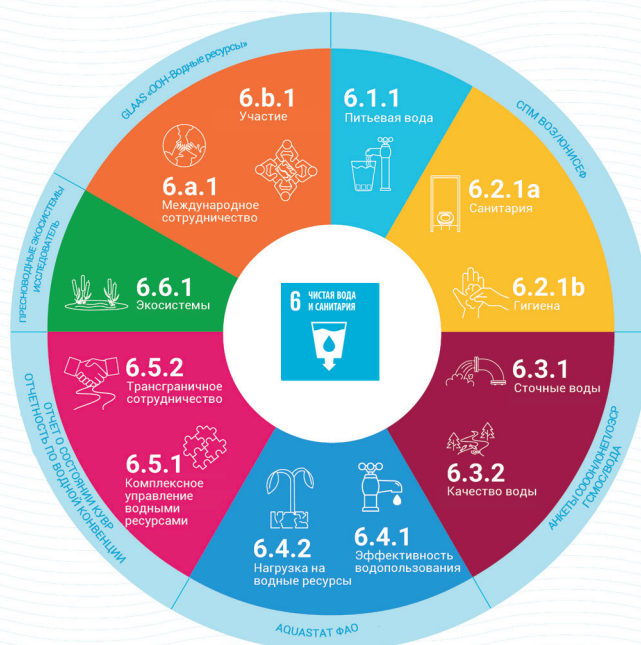 GLAAS «ООН-Водные ресурсы»
СПМ ВОЗ/ЮНИСЕФ
6.b.1
Участие
6.a.1
Международное
сотрудничество
6.1.1
Питьевая вода
6.2.1a
Санитария
6.2.1b
Гигиена
ПРЕСНОВОДНЫЕ ЭКОСИСТЕМЫ
ИССЛЕДОВАТЕЛЬ
6.6.1
Экосистемы
6 ЧИСТАЯ ВОДА
И САНИТАРИЯ
6.3.1
Сточные воды
6.3.2
Качество воды
АНКЕТЫ СООН/ЮНЕП/ОЭСР
ГСМОС/ВОДА
6.5.2
Трансграничное
сотрудничество
6.5.1
Комплексное
управление
водными
ресурсами
ОТЧЕТ О СОСТОЯНИИ КУВР
ОТЧЕТНОСТЬ ПО ВОДНОЙ КОНВЕНЦИИ
6.4.2
Нагрузка на
водные ресурсы
6.4.1
Эффективность
водопользования
AQUASTAT ФАО